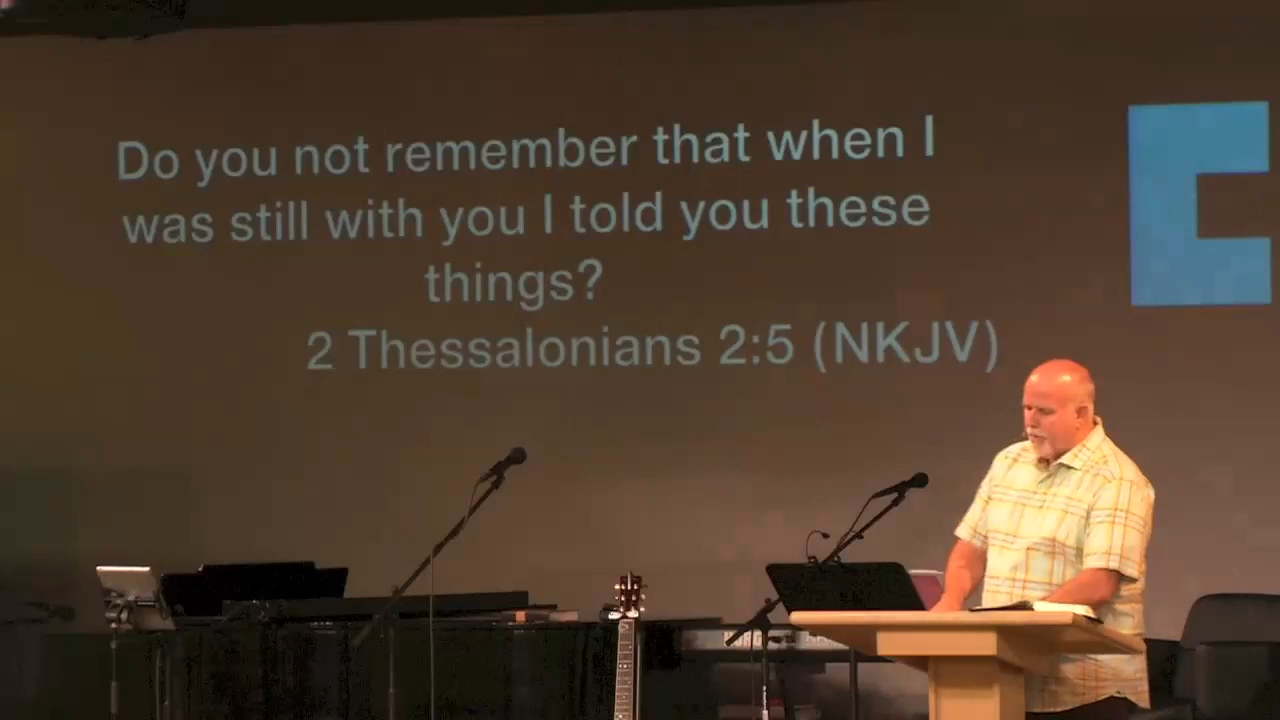 Do you not remember that when I
was still with you I told you these
things?
2 Thessalonians 2:5 (NKJV)